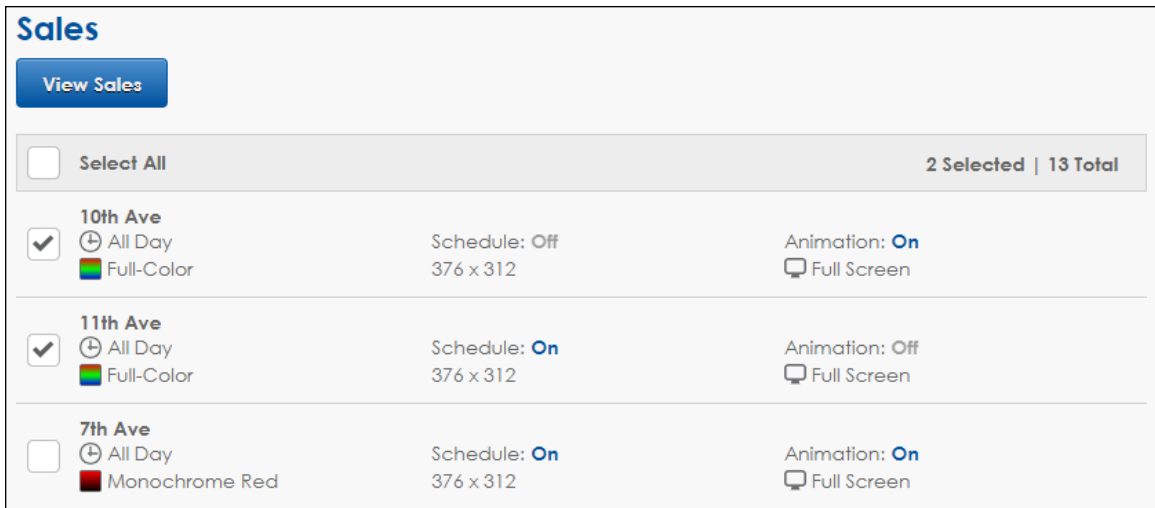 Sales
View Sales
Select All 2 Selected | 13 Total
10th Ave
All Day Schedule: Off Animation: On
Full-Color 376 x 312 Full Screen
11th Ave
All Day Schedule: On Animation: Off
Full-Color 376 x 312 Full Screen
7th Ave
All Day Schedule: On Animation: On
Monochrome Red 376 x 312 Full Screen